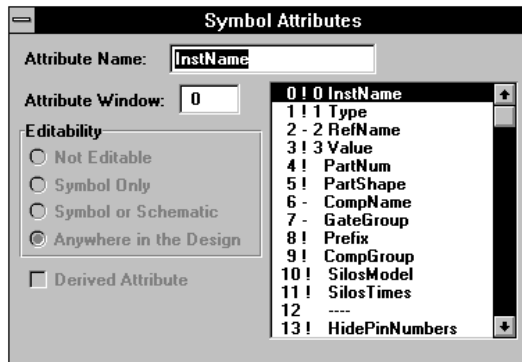 Symbol Attributes
Attribute Name: InstName
Attribute Window: 0
Editability
Not Editable
Symbol Only
Symbol or Schematic
Anywhere in the Design
Derived Attribute
0 ! 0 InstName
1 ! 1 Type
2 - 2 RefName
3 ! 3 Value
4 ! PartNum
5 ! PartShape
6 - CompName
7 - GateGroup
8 ! Prefix
9 ! CompGroup
10 ! SilosModel
11 ! SilosTimes
12 ----
13 ! HidePinNumbers